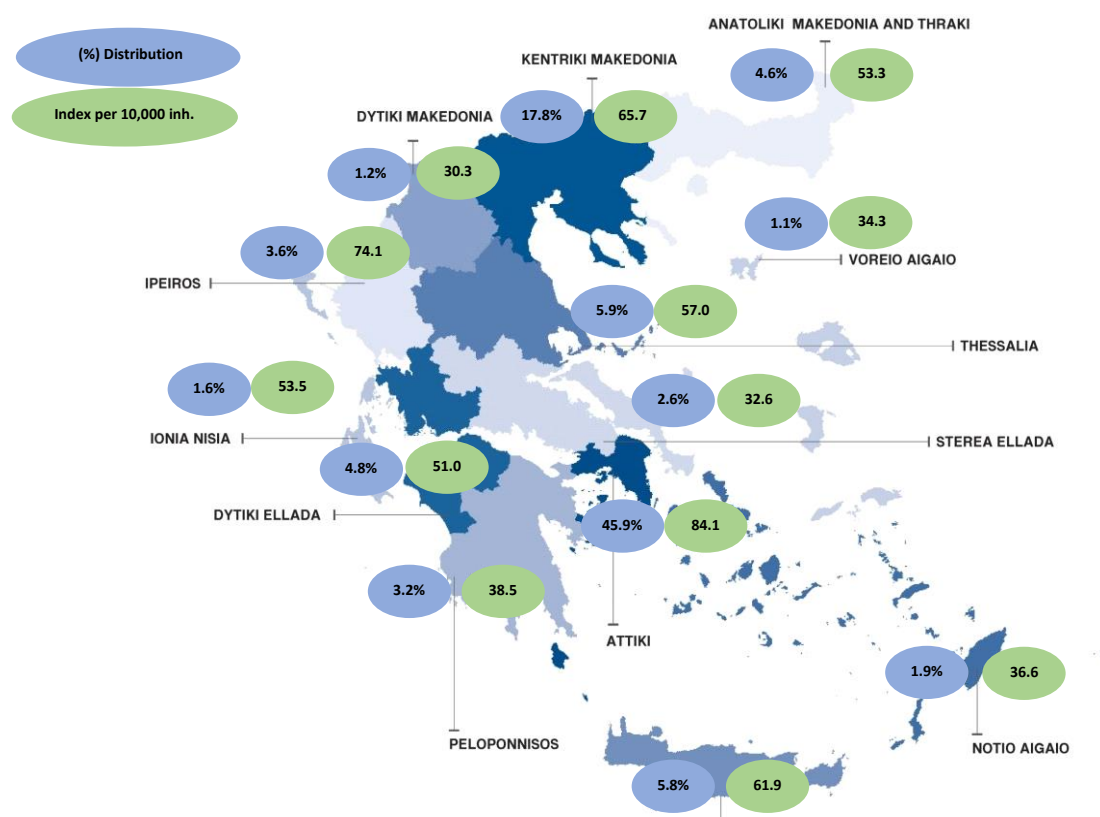 ANATOLIKI MAKEDONIA AND THRAKI
(%) Distribution
KENTRIKI MAKEDONIA
4.6%
53.3
Index per 10,000 inh.
DYTIKI MAKEDONIA
17.8%
65.7
1.2%
30.3
1.1%
34.3
3.6%
74.1
VOREIO AIGAIO
IPEIROS
5.9%
57.0
THESSALIA
1.6%
53.5
2.6%
32.6
IONIA NISIA
STEREA ELLADA
4.8%
51.0
DYTIKI ELLADA
45.9%
84.1
3.2%
38.5
ATTIKI
1.9%
36.6
PELOPONNISOS
NOTIO AIGAIO
5.8%
61.9